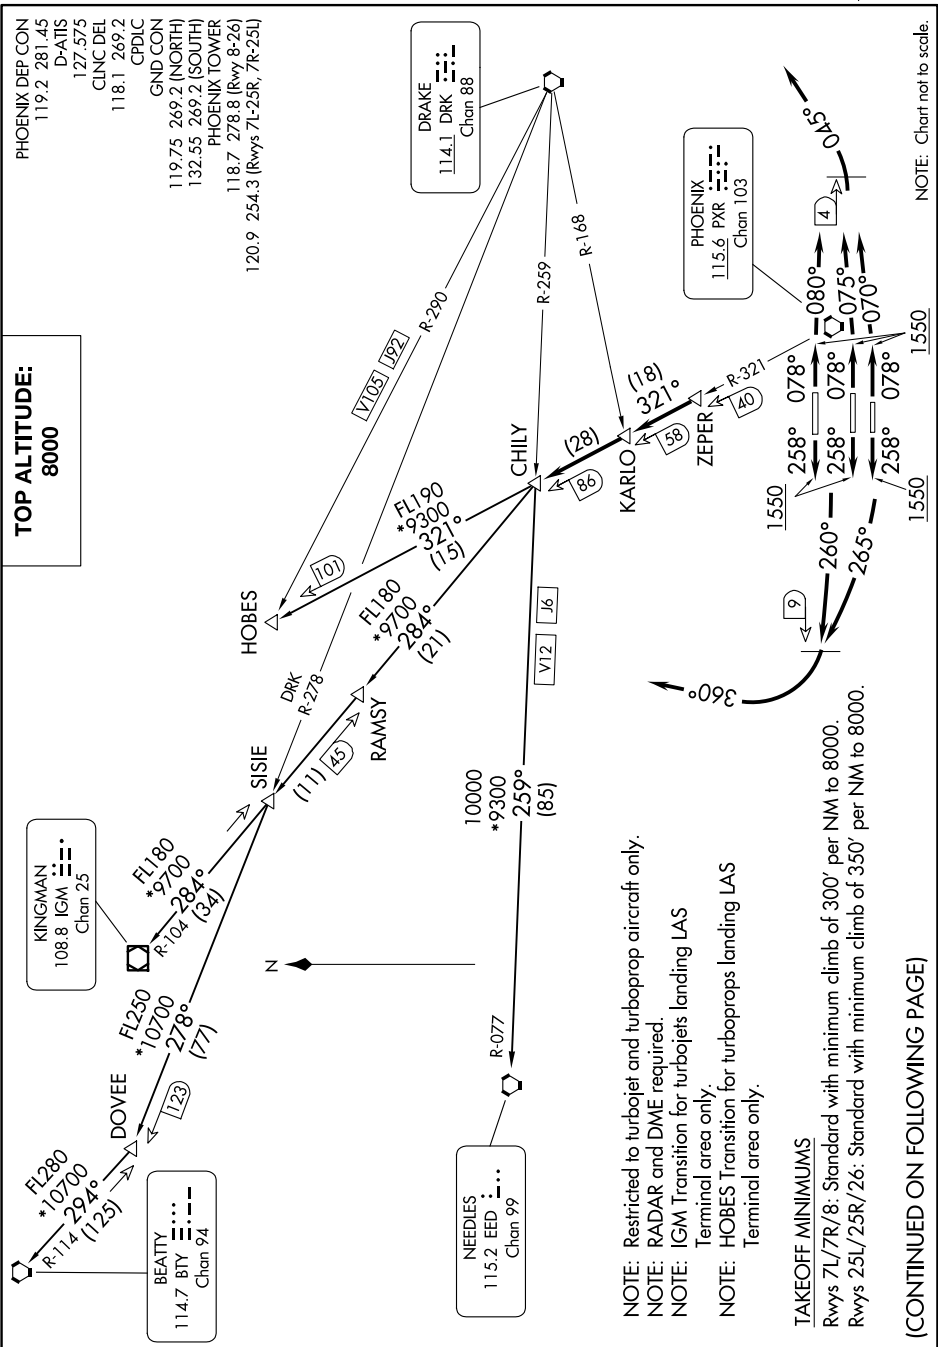 TOP ALTITUDE:
8000
PHOENIX DEP CON
119.2 281.45
D-ATIS
127.575
CLNC DEL
118.1 269.2
CPDLC
GND CON
119.75 269.2 (NORTH)
132.55 269.2 (SOUTH)
PHOENIX TOWER
118.7 278.8 (Rwy 8-26)
120.9 254.3 (Rwys 7L-25R, 7R-25L)
BEATTY
114.7 BTY
Chan 94
R-114
FL280
*10700
294°
(125)
DOVEE
123
FL250
*10700
278°
(77)
KINGMAN
108.8 IGM
Chan 25
R-104
FL180
*9700
284°
(34)
SISIE
(11)
45
RAMSY
DRK
R-278
FL180
*9700
284°
(21)
HOBES
101
FL190
*9300
321°
(15)
V105
J92
R-290
DRAKE
114.1 DRK
Chan 88
R-259
R-168
CHILY
86
(28)
KARLO
58
(18)
321°
ZEPER
40
R-321
PHOENIX
115.6 PXR
Chan 103
N
NEEDLES
115.2 EED
Chan 99
R-077
10000
*9300
259°
(85)
V12
J6
9
360°
260°
265°
1550
1550
258°
258°
258°
078°
078°
078°
1550
080°
075°
070°
4
045°
NOTE: Restricted to turbojet and turboprop aircraft only.
NOTE: RADAR and DME required.
NOTE: IGM Transition for turbojets landing LAS
Terminal area only.
NOTE: HOBES Transition for turboprops landing LAS
Terminal area only.
TAKEOFF MINIMUMS
Rwys 7L/7R/8: Standard with minimum climb of 300' per NM to 8000.
Rwys 25L/25R/26: Standard with minimum climb of 350' per NM to 8000.
(CONTINUED ON FOLLOWING PAGE)
NOTE: Chart not to scale.